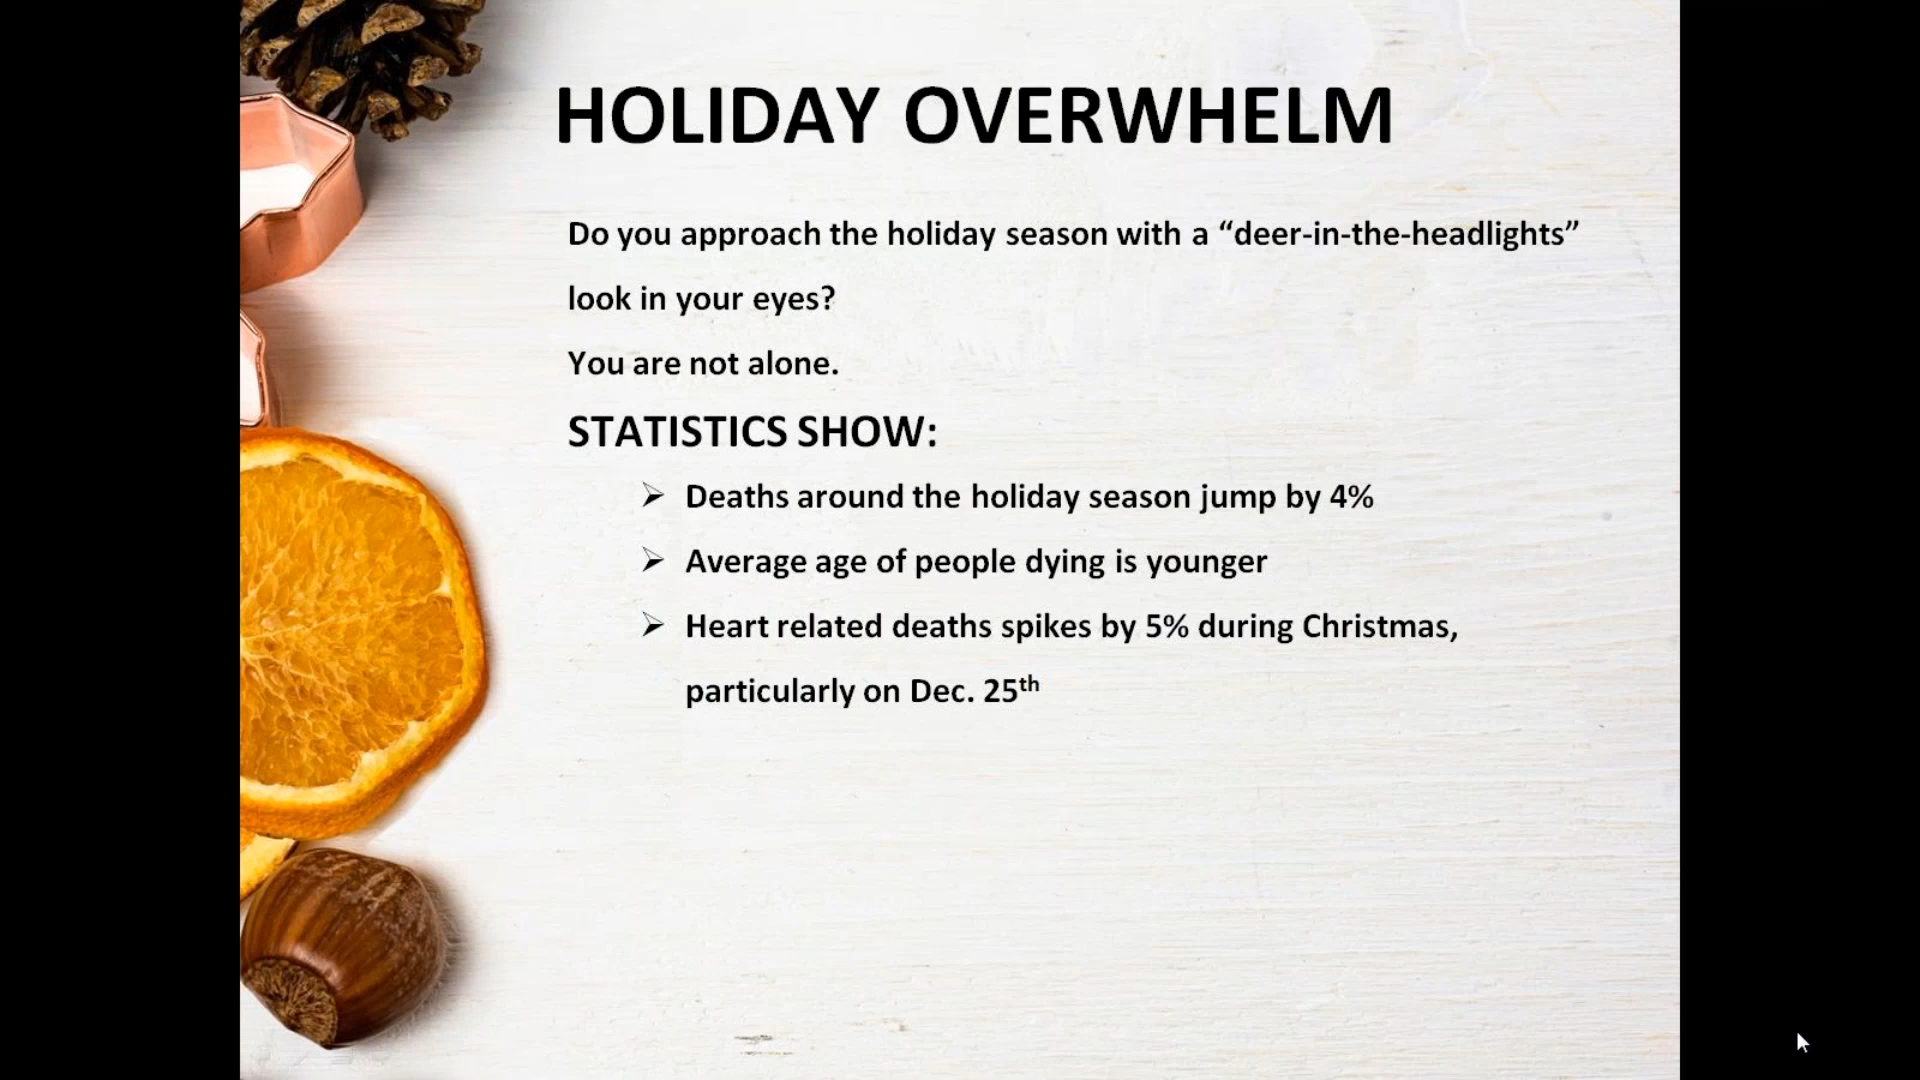 HOLIDAY OVERWHELM
Do you approach the holiday season with a “deer-in-the-headlights”
look in your eyes?
You are not alone.
STATISTICS SHOW:
➢ Deaths around the holiday season jump by 4%
➢ Average age of people dying is younger
➢ Heart related deaths spikes by 5% during Christmas,
particularly on Dec. 25th